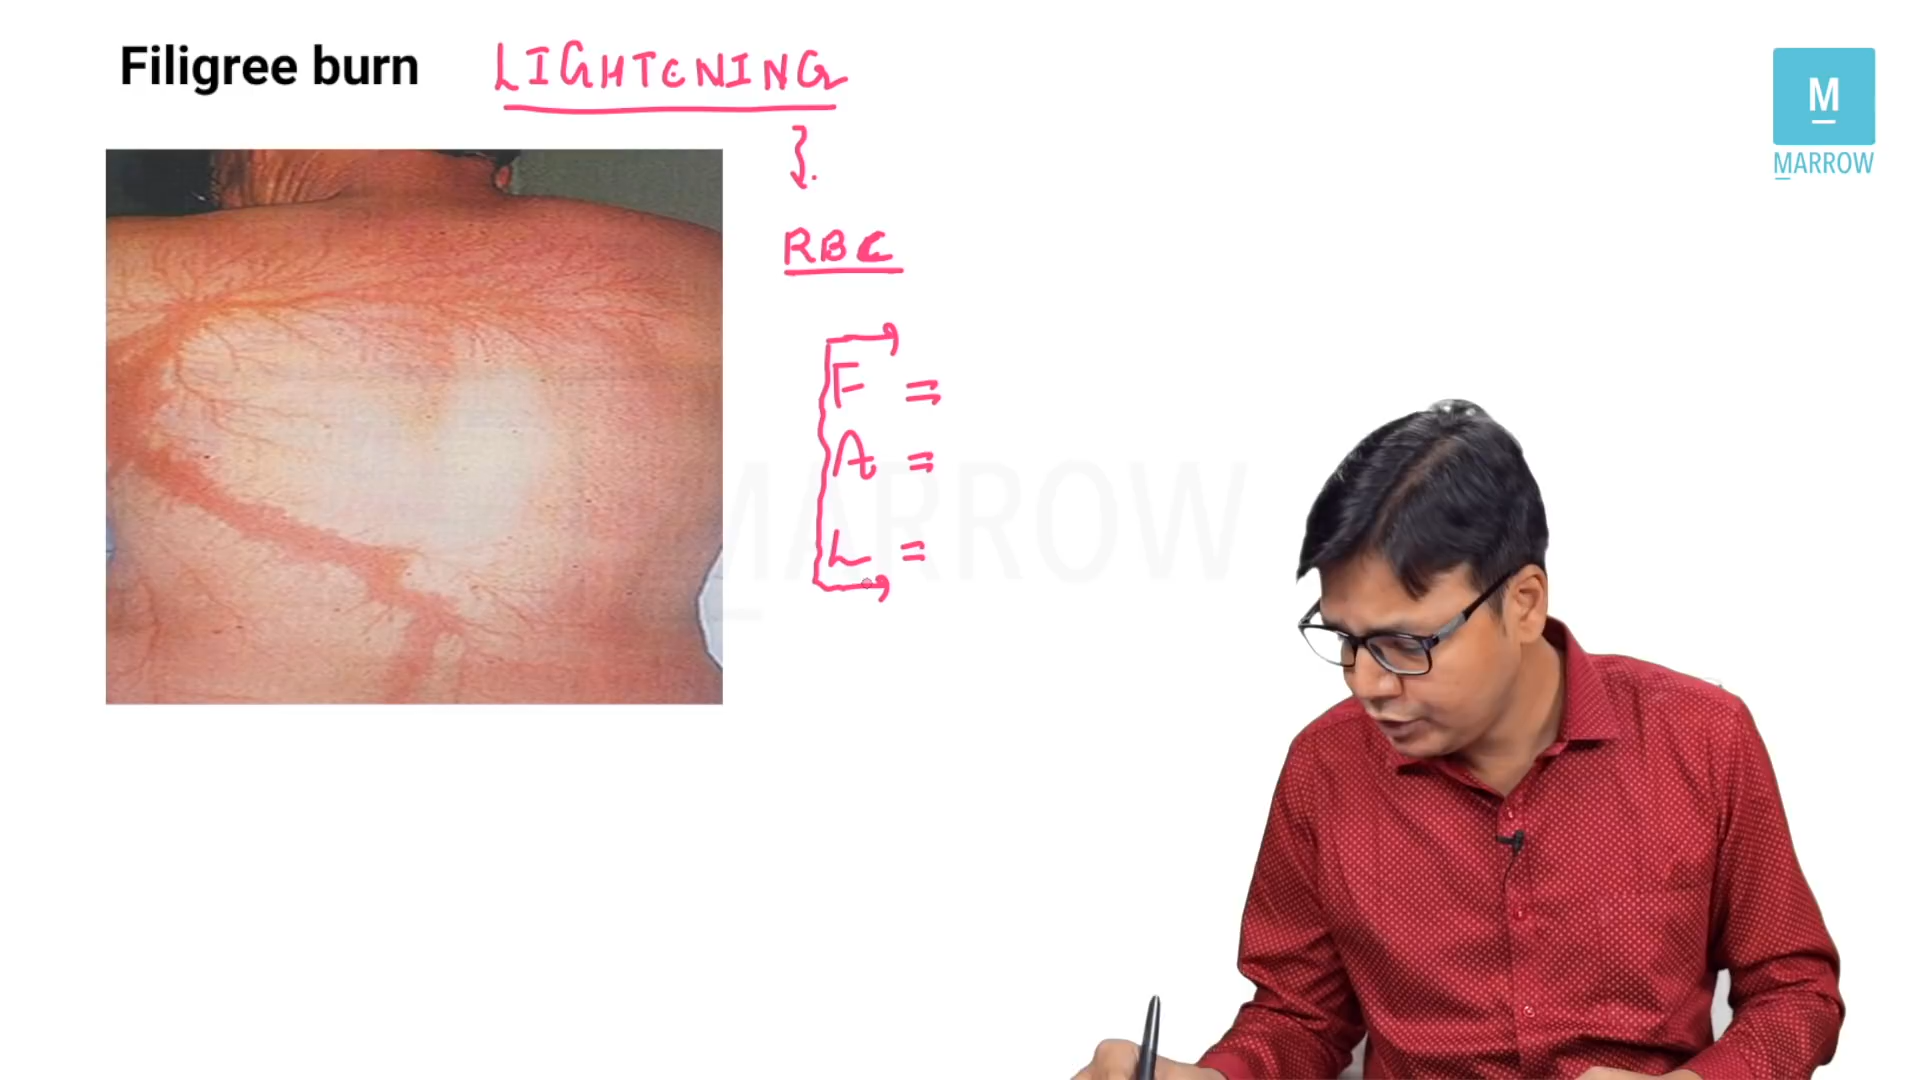 Filigree burn LIGHTENING
M
MARROW
RBC
F =
A =
L =
MARROW